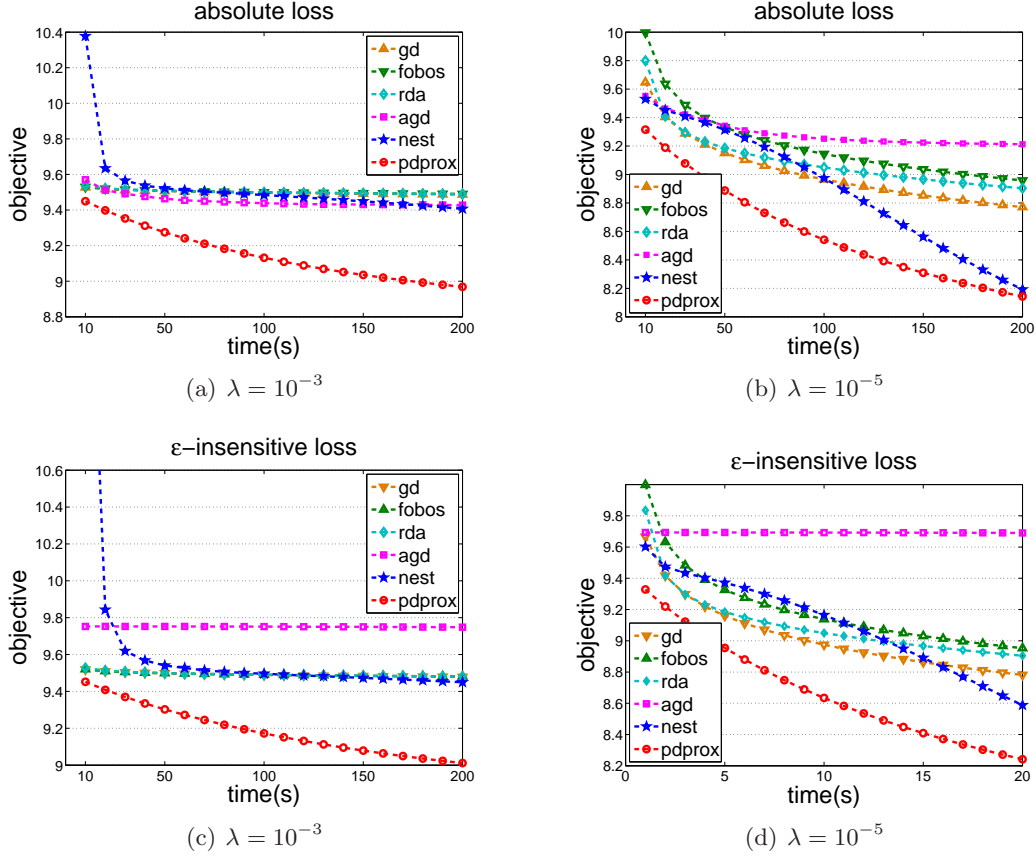 absolute loss
10.4
10.2
10
9.8
9.6
9.4
9.2
9
8.8
objective
gd
fobos
rda
agd
nest
pdprox
10 50 100 150 200
time(s)
(a) λ = 10⁻³
absolute loss
10
9.8
9.6
9.4
9.2
9
8.8
8.6
8.4
8.2
8
objective
gd
fobos
rda
agd
nest
pdprox
10 50 100 150 200
time(s)
(b) λ = 10⁻⁵
ε−insensitive loss
10.6
10.4
10.2
10
9.8
9.6
9.4
9.2
9
objective
gd
fobos
rda
agd
nest
pdprox
10 50 100 150 200
time(s)
(c) λ = 10⁻³
ε−insensitive loss
9.8
9.6
9.4
9.2
9
8.8
8.6
8.4
8.2
objective
gd
fobos
rda
agd
nest
pdprox
0 5 10 15 20
time(s)
(d) λ = 10⁻⁵